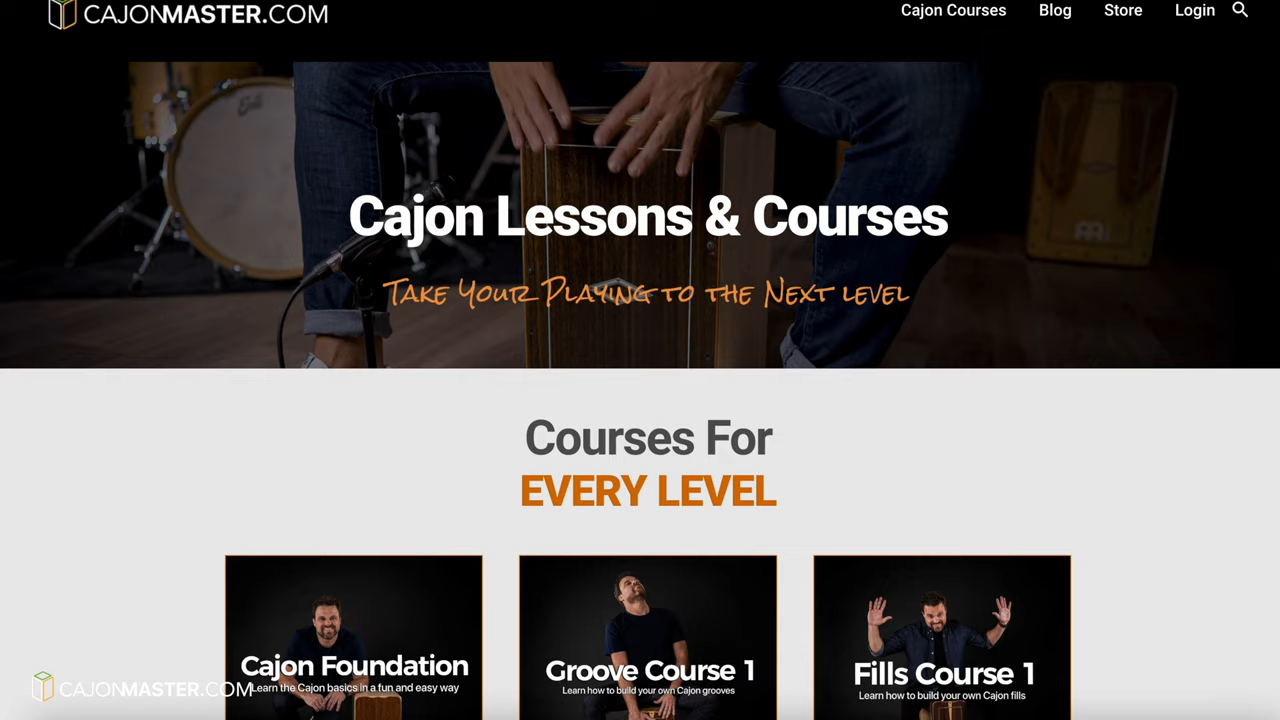 CAJONMASTER.COM
Cajon Courses
Blog
Store
Login
Cajon Lessons & Courses
Take Your Playing to the Next level
Courses For
EVERY LEVEL
Cajon Foundation
Learn the Cajon basics in a fun and easy way
Groove Course 1
Learn how to build your own Cajon grooves
Fills Course 1
Learn how to build your own Cajon fills
CAJONMASTER.COM